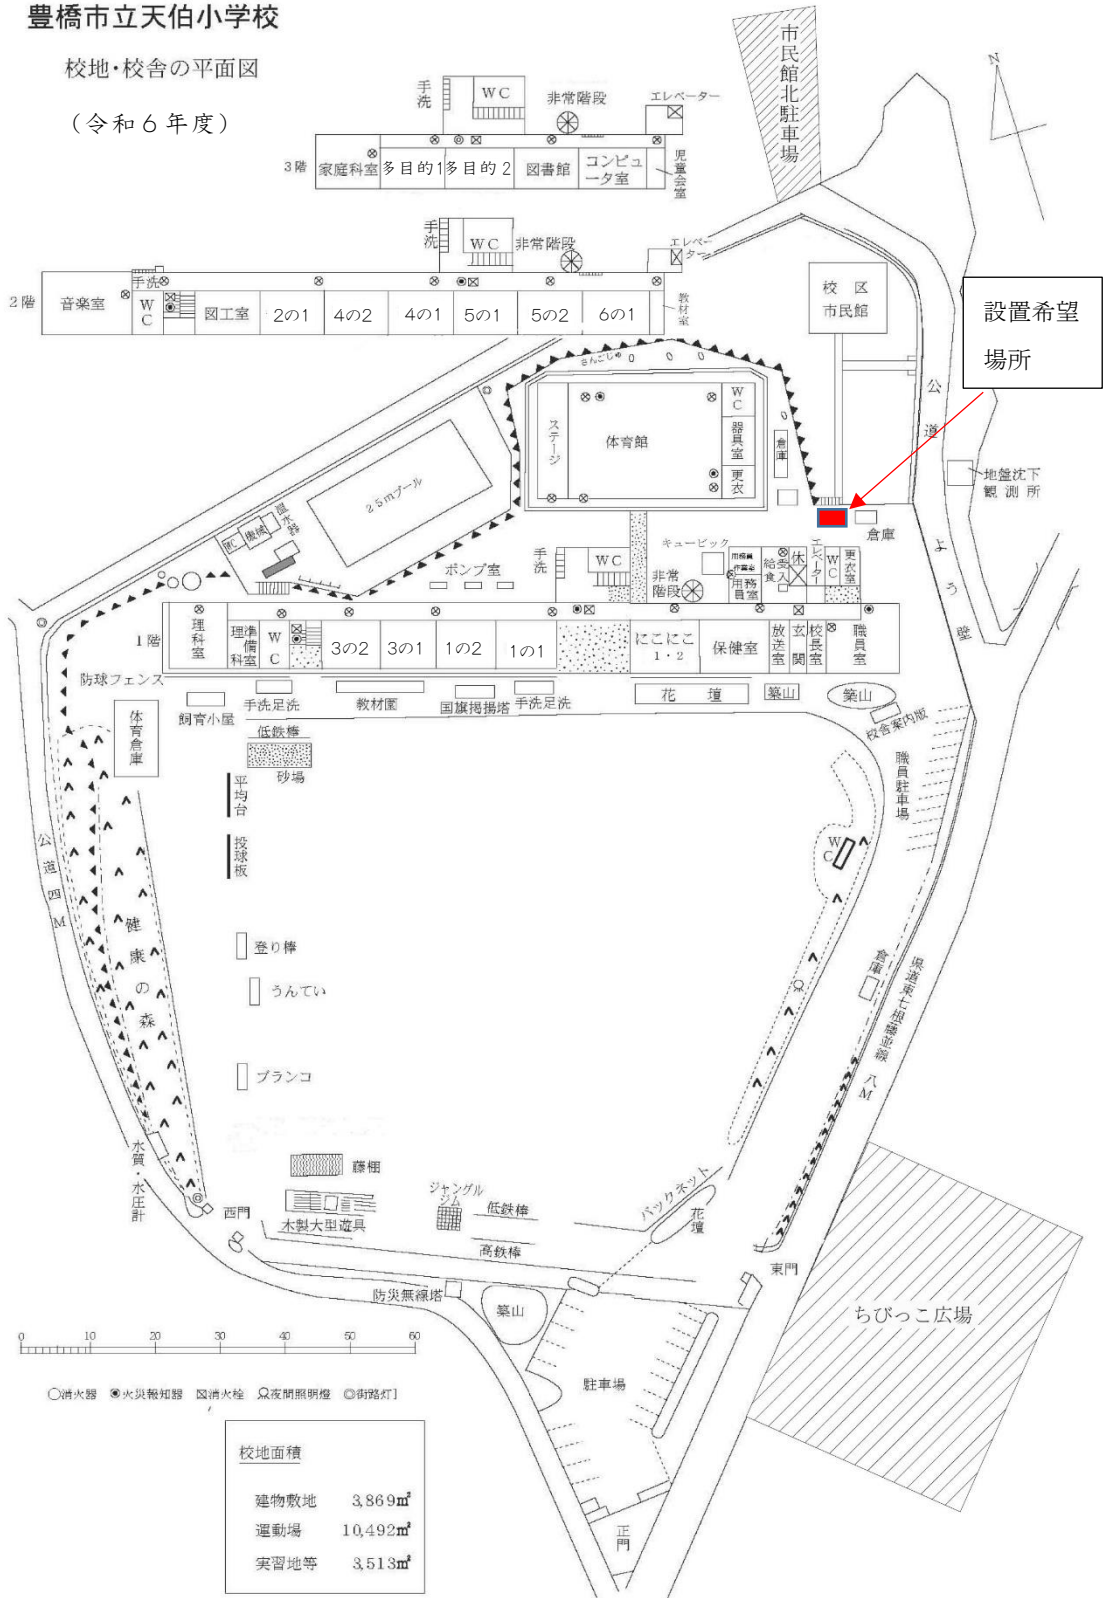 豊橋市立天伯小学校
校地・校舎の平面図
(令和6年度)
市民館北駐車場
N
手洗
WC
非常階段
エレベーター
3階
家庭科室
多目的1
多目的2
図書館
コンピュータ室
児童会室
手洗
WC
非常階段
エレベーター
2階
音楽室
手洗
WC
図工室
2の1
4の2
4の1
5の1
5の2
6の1
教材室
校区
市民館
設置希望
場所
公道
よう壁
地盤沈下
観測所
さんごじゅ
ステージ
体育館
WC
器具室
更衣
倉庫
倉庫
25mプール
WC
機械
温水器
ポンプ室
手洗
WC
キュービック
非常
階段
用務員
作業室
用務員室
給食
受入
休
エレベーター
WC
更衣室
1階
理科室
理科
準備室
WC
3の2
3の1
1の2
1の1
にこにこ
1・2
保健室
放送室
玄関
校長室
職員室
防球フェンス
飼育小屋
手洗足洗
教材園
国旗掲揚塔
手洗足洗
花壇
築山
築山
校舎案内版
体育倉庫
低鉄棒
砂場
平均台
投球板
職員駐車場
WC
公道四M
健康の森
登り棒
うんてい
ブランコ
倉庫
県道東七根藤並線 八M
水質・水圧計
藤棚
西門
木製大型遊具
ジャングル
ジム
低鉄棒
高鉄棒
バックネット
花壇
東門
防災無線塔
築山
ちびっこ広場
駐車場
正門
0 10 20 30 40 50 60
○消火器 ◉火災報知器 ☒消火栓 夜間照明燈 ◎街路灯
校地面積
建物敷地 3,869㎡
運動場 10,492㎡
実習地等 3,513㎡